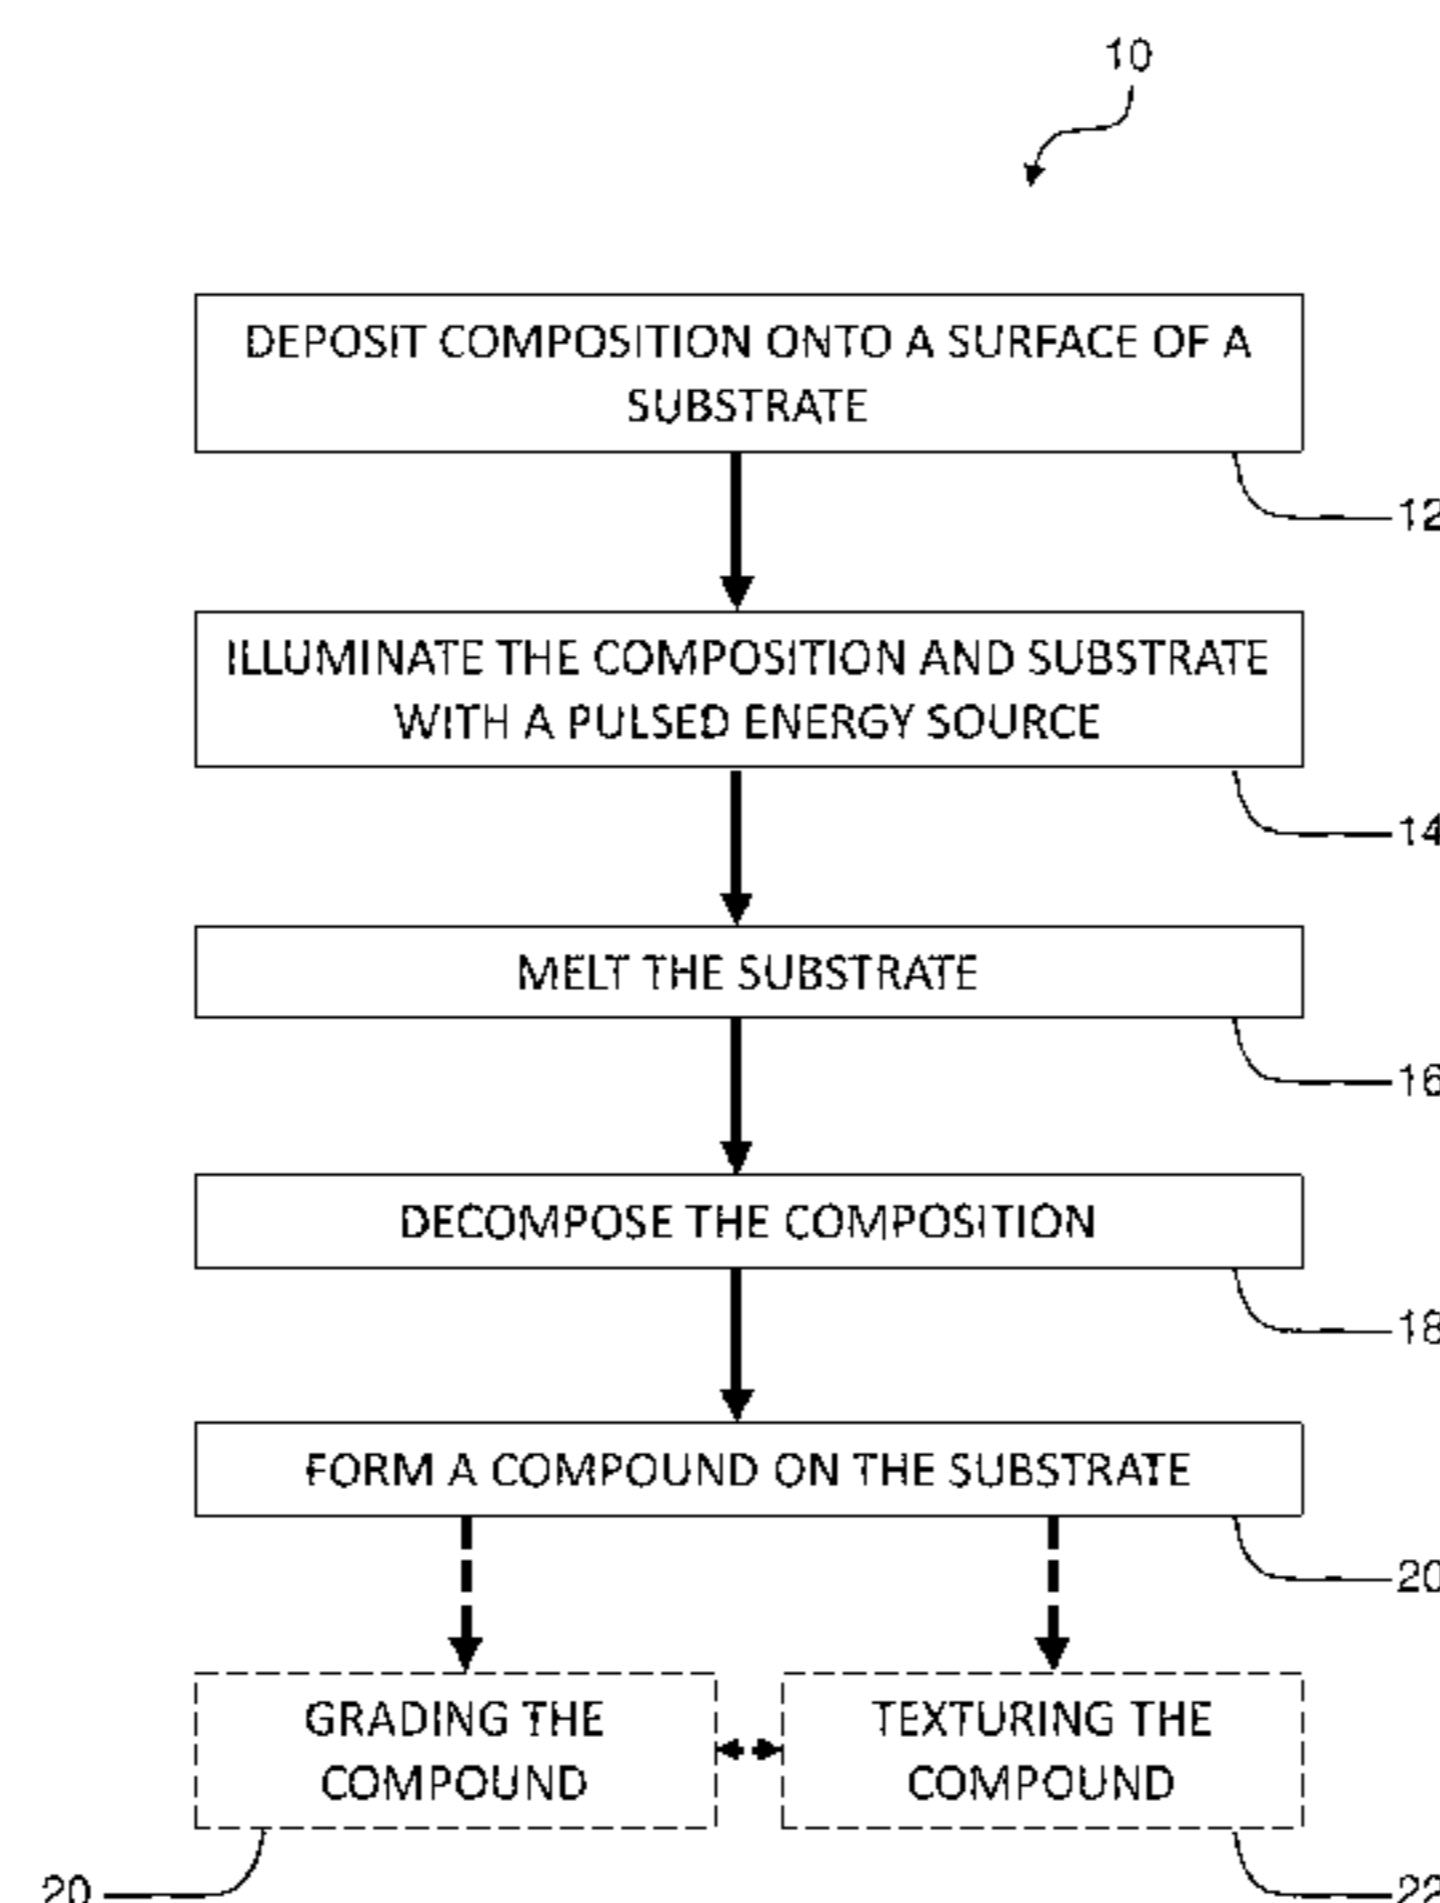 10
DEPOSIT COMPOSITION ONTO A SURFACE OF A
SUBSTRATE
12
ILLUMINATE THE COMPOSITION AND SUBSTRATE
WITH A PULSED ENERGY SOURCE
14
MELT THE SUBSTRATE
16
DECOMPOSE THE COMPOSITION
18
FORM A COMPOUND ON THE SUBSTRATE
20
GRADING THE
COMPOUND
TEXTURING THE
COMPOUND
20
22